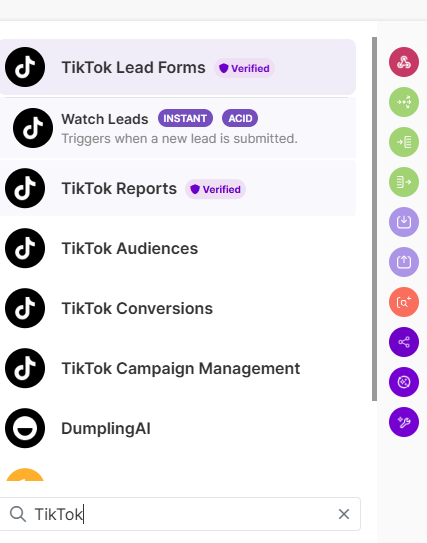 TikTok Lead Forms Verified
Watch Leads INSTANT ACID
Triggers when a new lead is submitted.
TikTok Reports Verified
TikTok Audiences
TikTok Conversions
TikTok Campaign Management
DumplingAI
TikTok